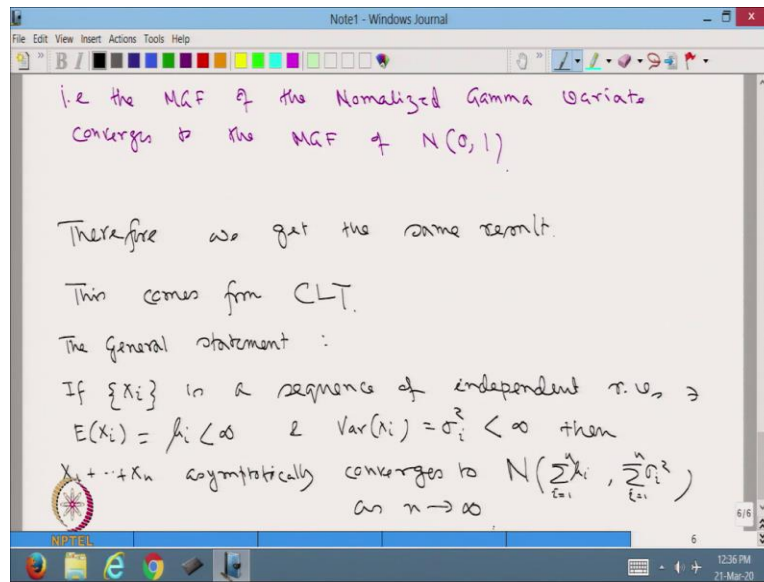 Note1 - Windows Journal
File Edit View Insert Actions Tools Help
i.e the MGF of the Normalized Gamma variate
converges to the MGF of N(0,1)
Therefore we get the same result.
This comes from CLT.
The General statement :
If {Xi} is a sequence of independent r.v.s ∋
E(Xi) = μi < ∞ & Var(Xi) = σi² < ∞ then
X1 + ... + Xn asymptotically converges to N(∑_{i=1}^{n} μi, ∑_{i=1}^{n} σi²)
as n → ∞.
6/6
NPTEL
6
12:36 PM
21-Mar-20